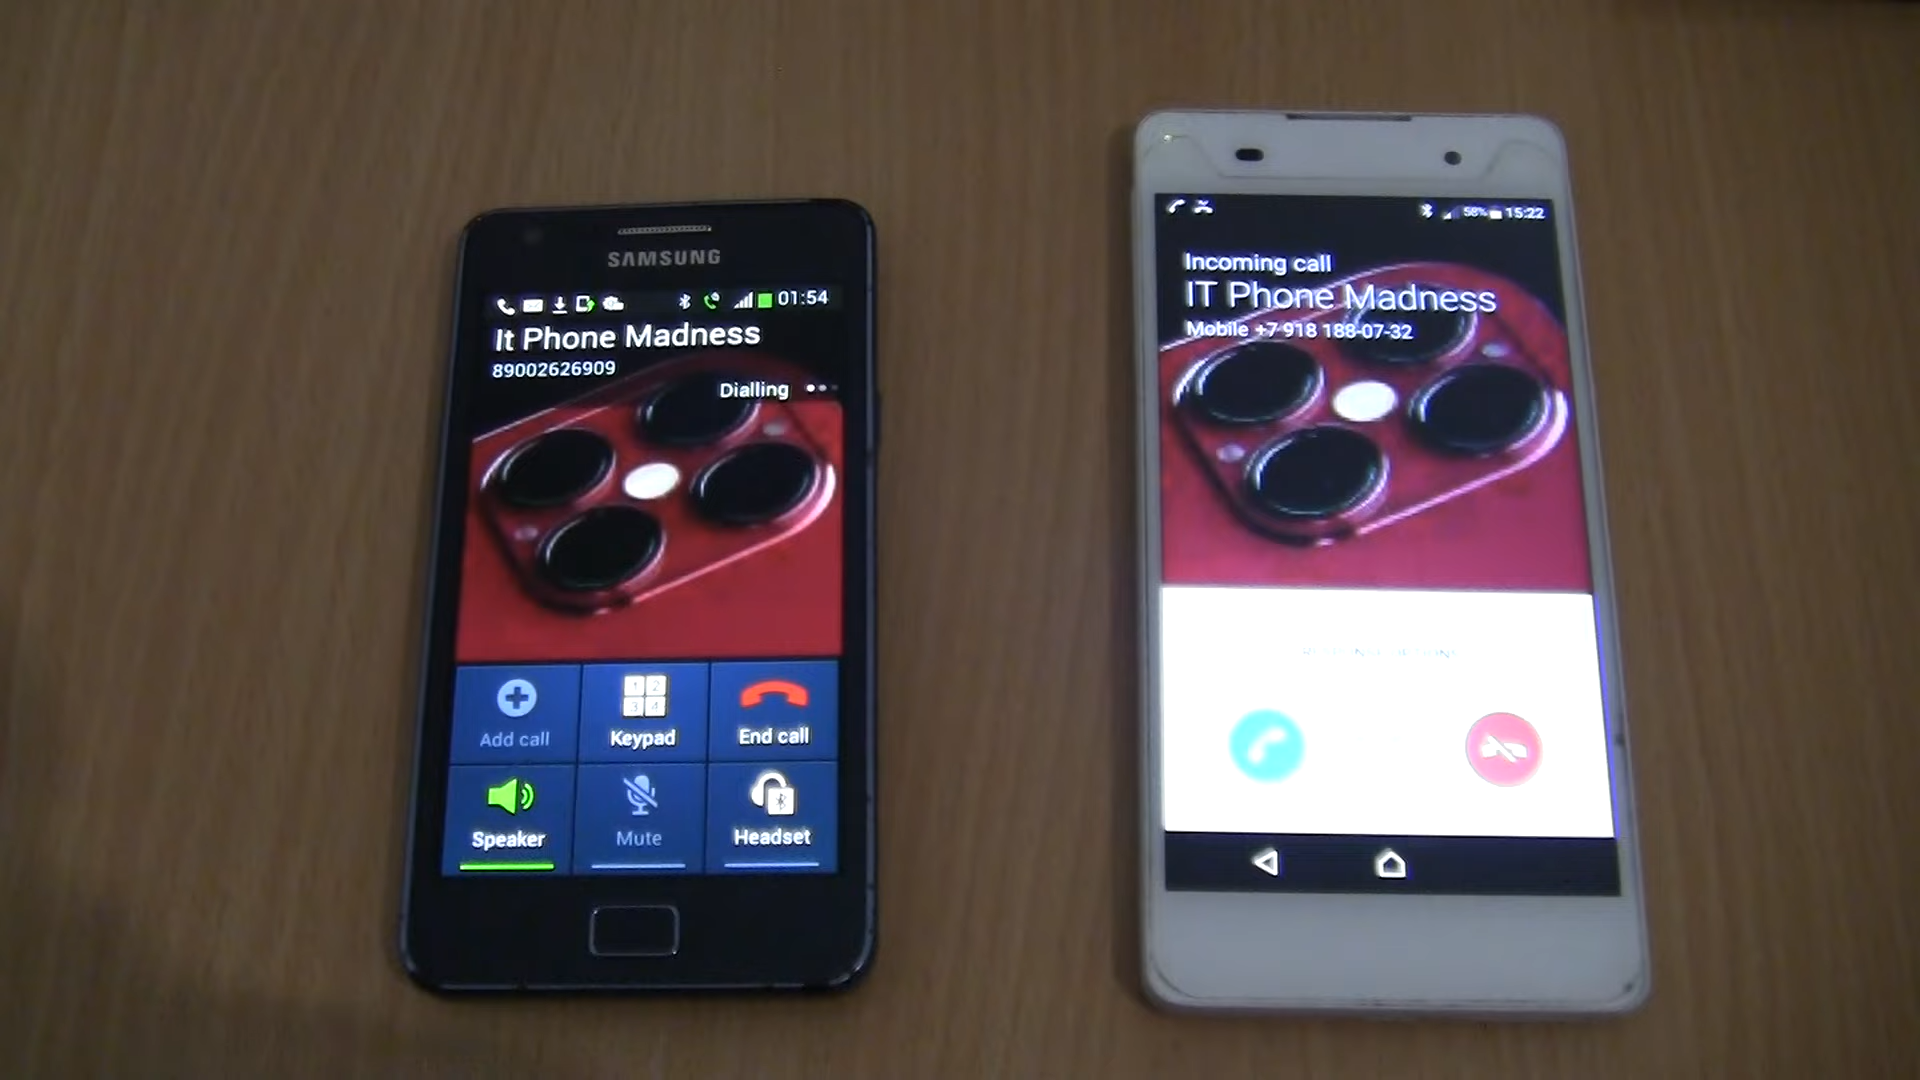 SAMSUNG
01:54
It Phone Madness
89002626909
Dialling
Add call
Keypad
End call
Speaker
Mute
Headset
58% 15:22
Incoming call
IT Phone Madness
Mobile +7 918 188-07-32